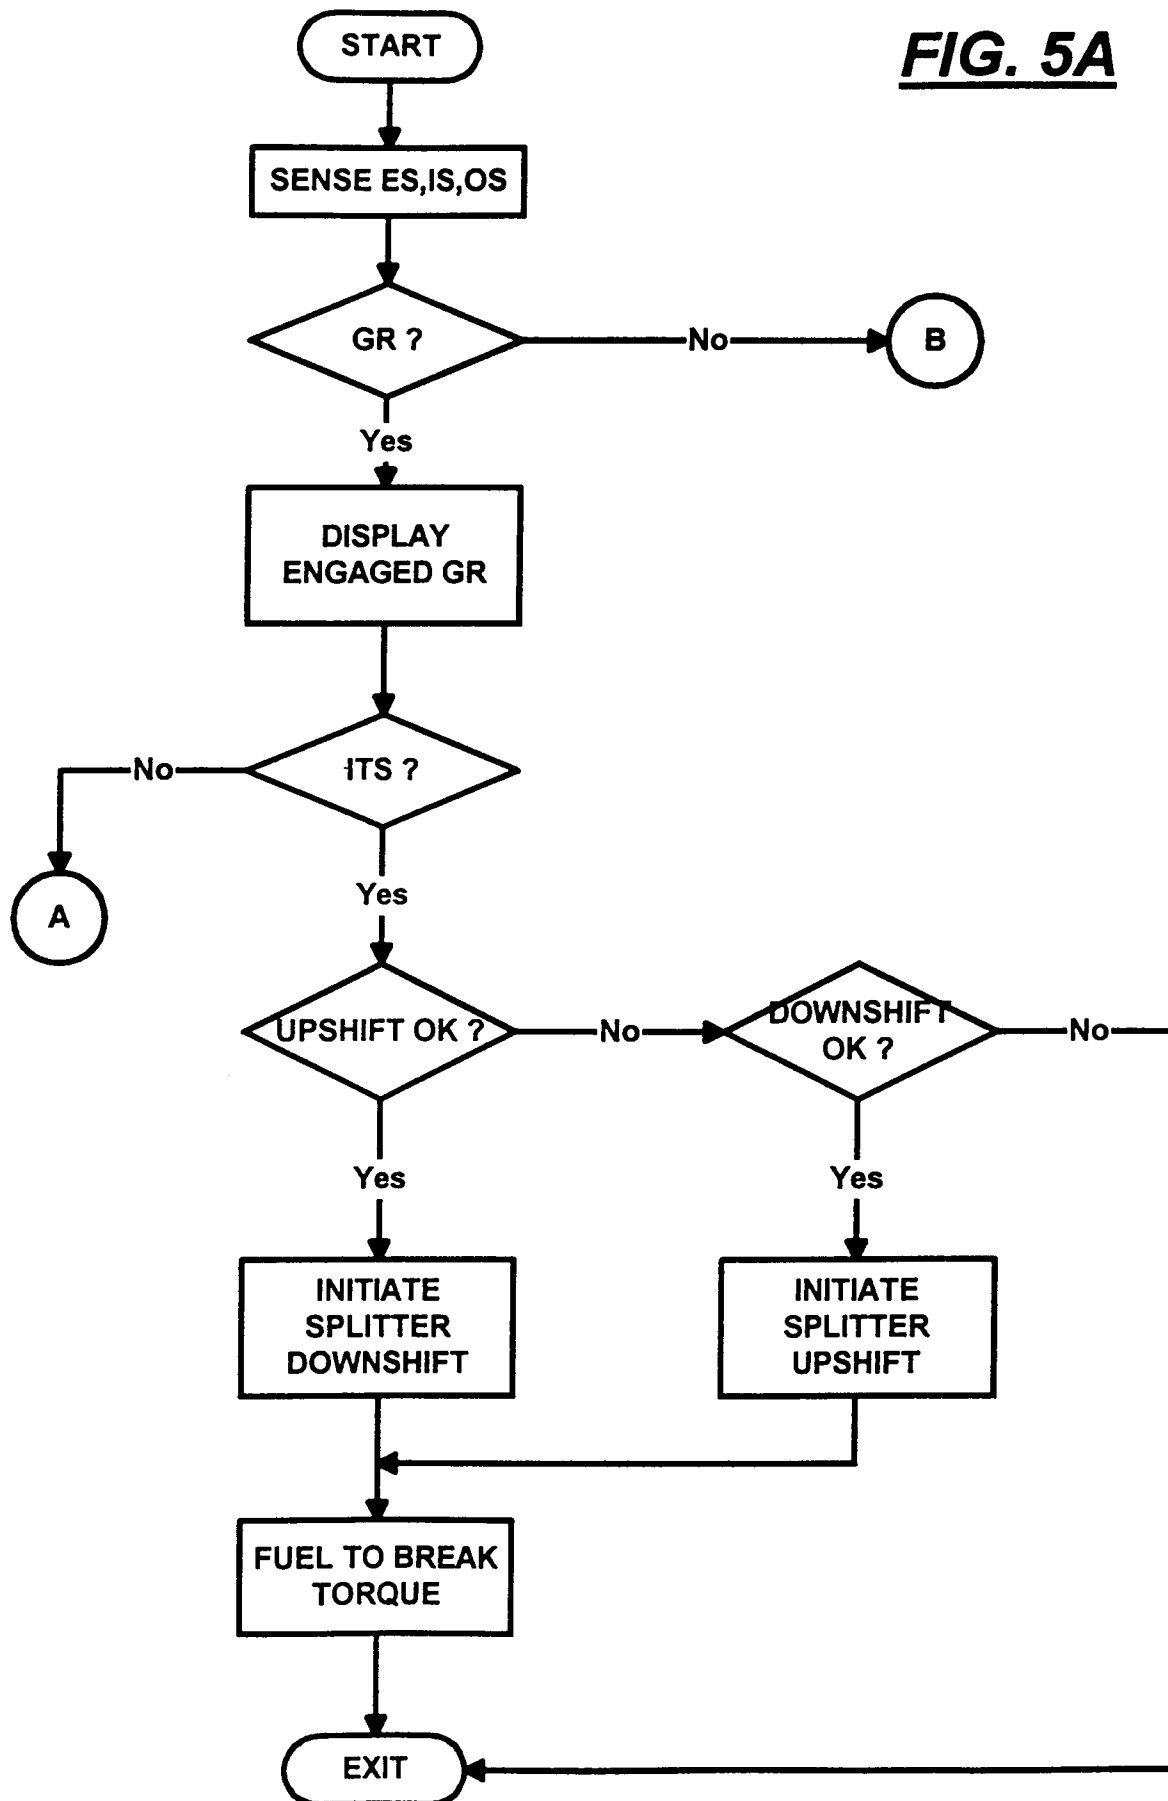 START
FIG. 5A
SENSE ES,IS,OS
GR ?
No
B
Yes
DISPLAY
ENGAGED GR
ITS ?
No
A
Yes
UPSHIFT OK ?
No
DOWNSHIFT
OK ?
No
Yes
Yes
INITIATE
SPLITTER
DOWNSHIFT
INITIATE
SPLITTER
UPSHIFT
FUEL TO BREAK
TORQUE
EXIT